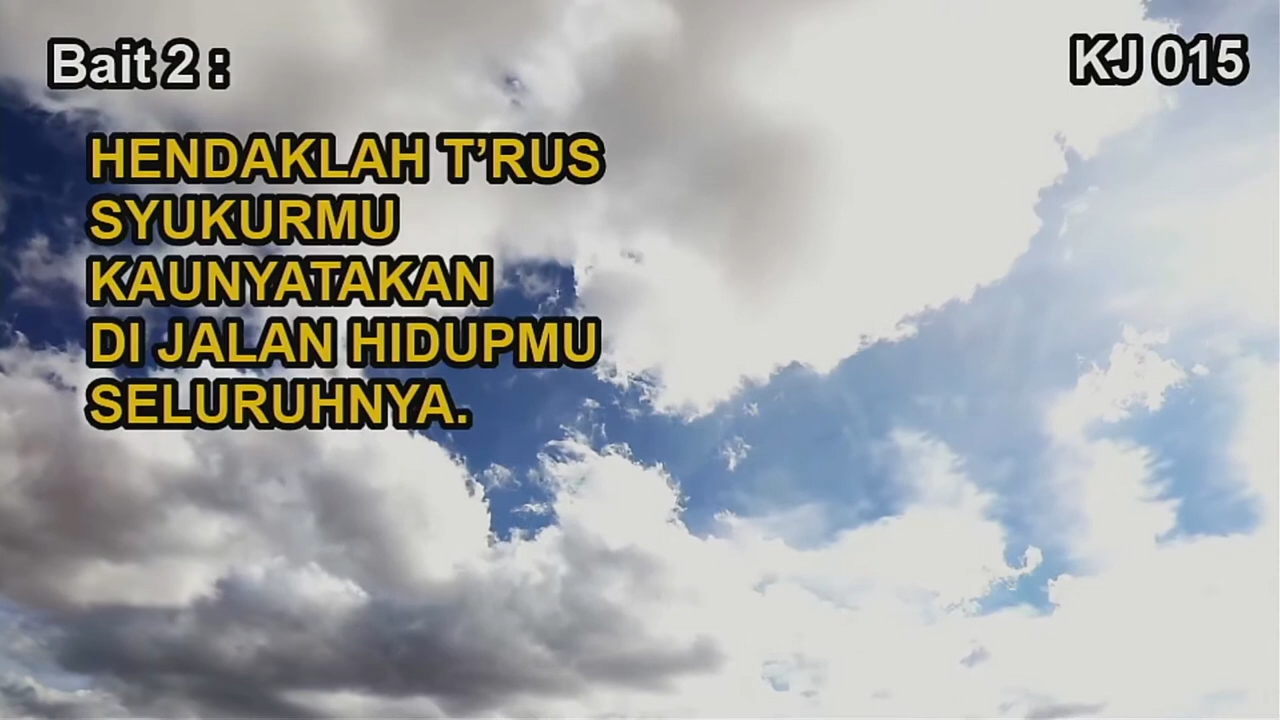 Bait 2 :
KJ 015
HENDAKLAH T’RUS
SYUKURMU
KAUNYATAKAN
DI JALAN HIDUPMU
SELURUHNYA.